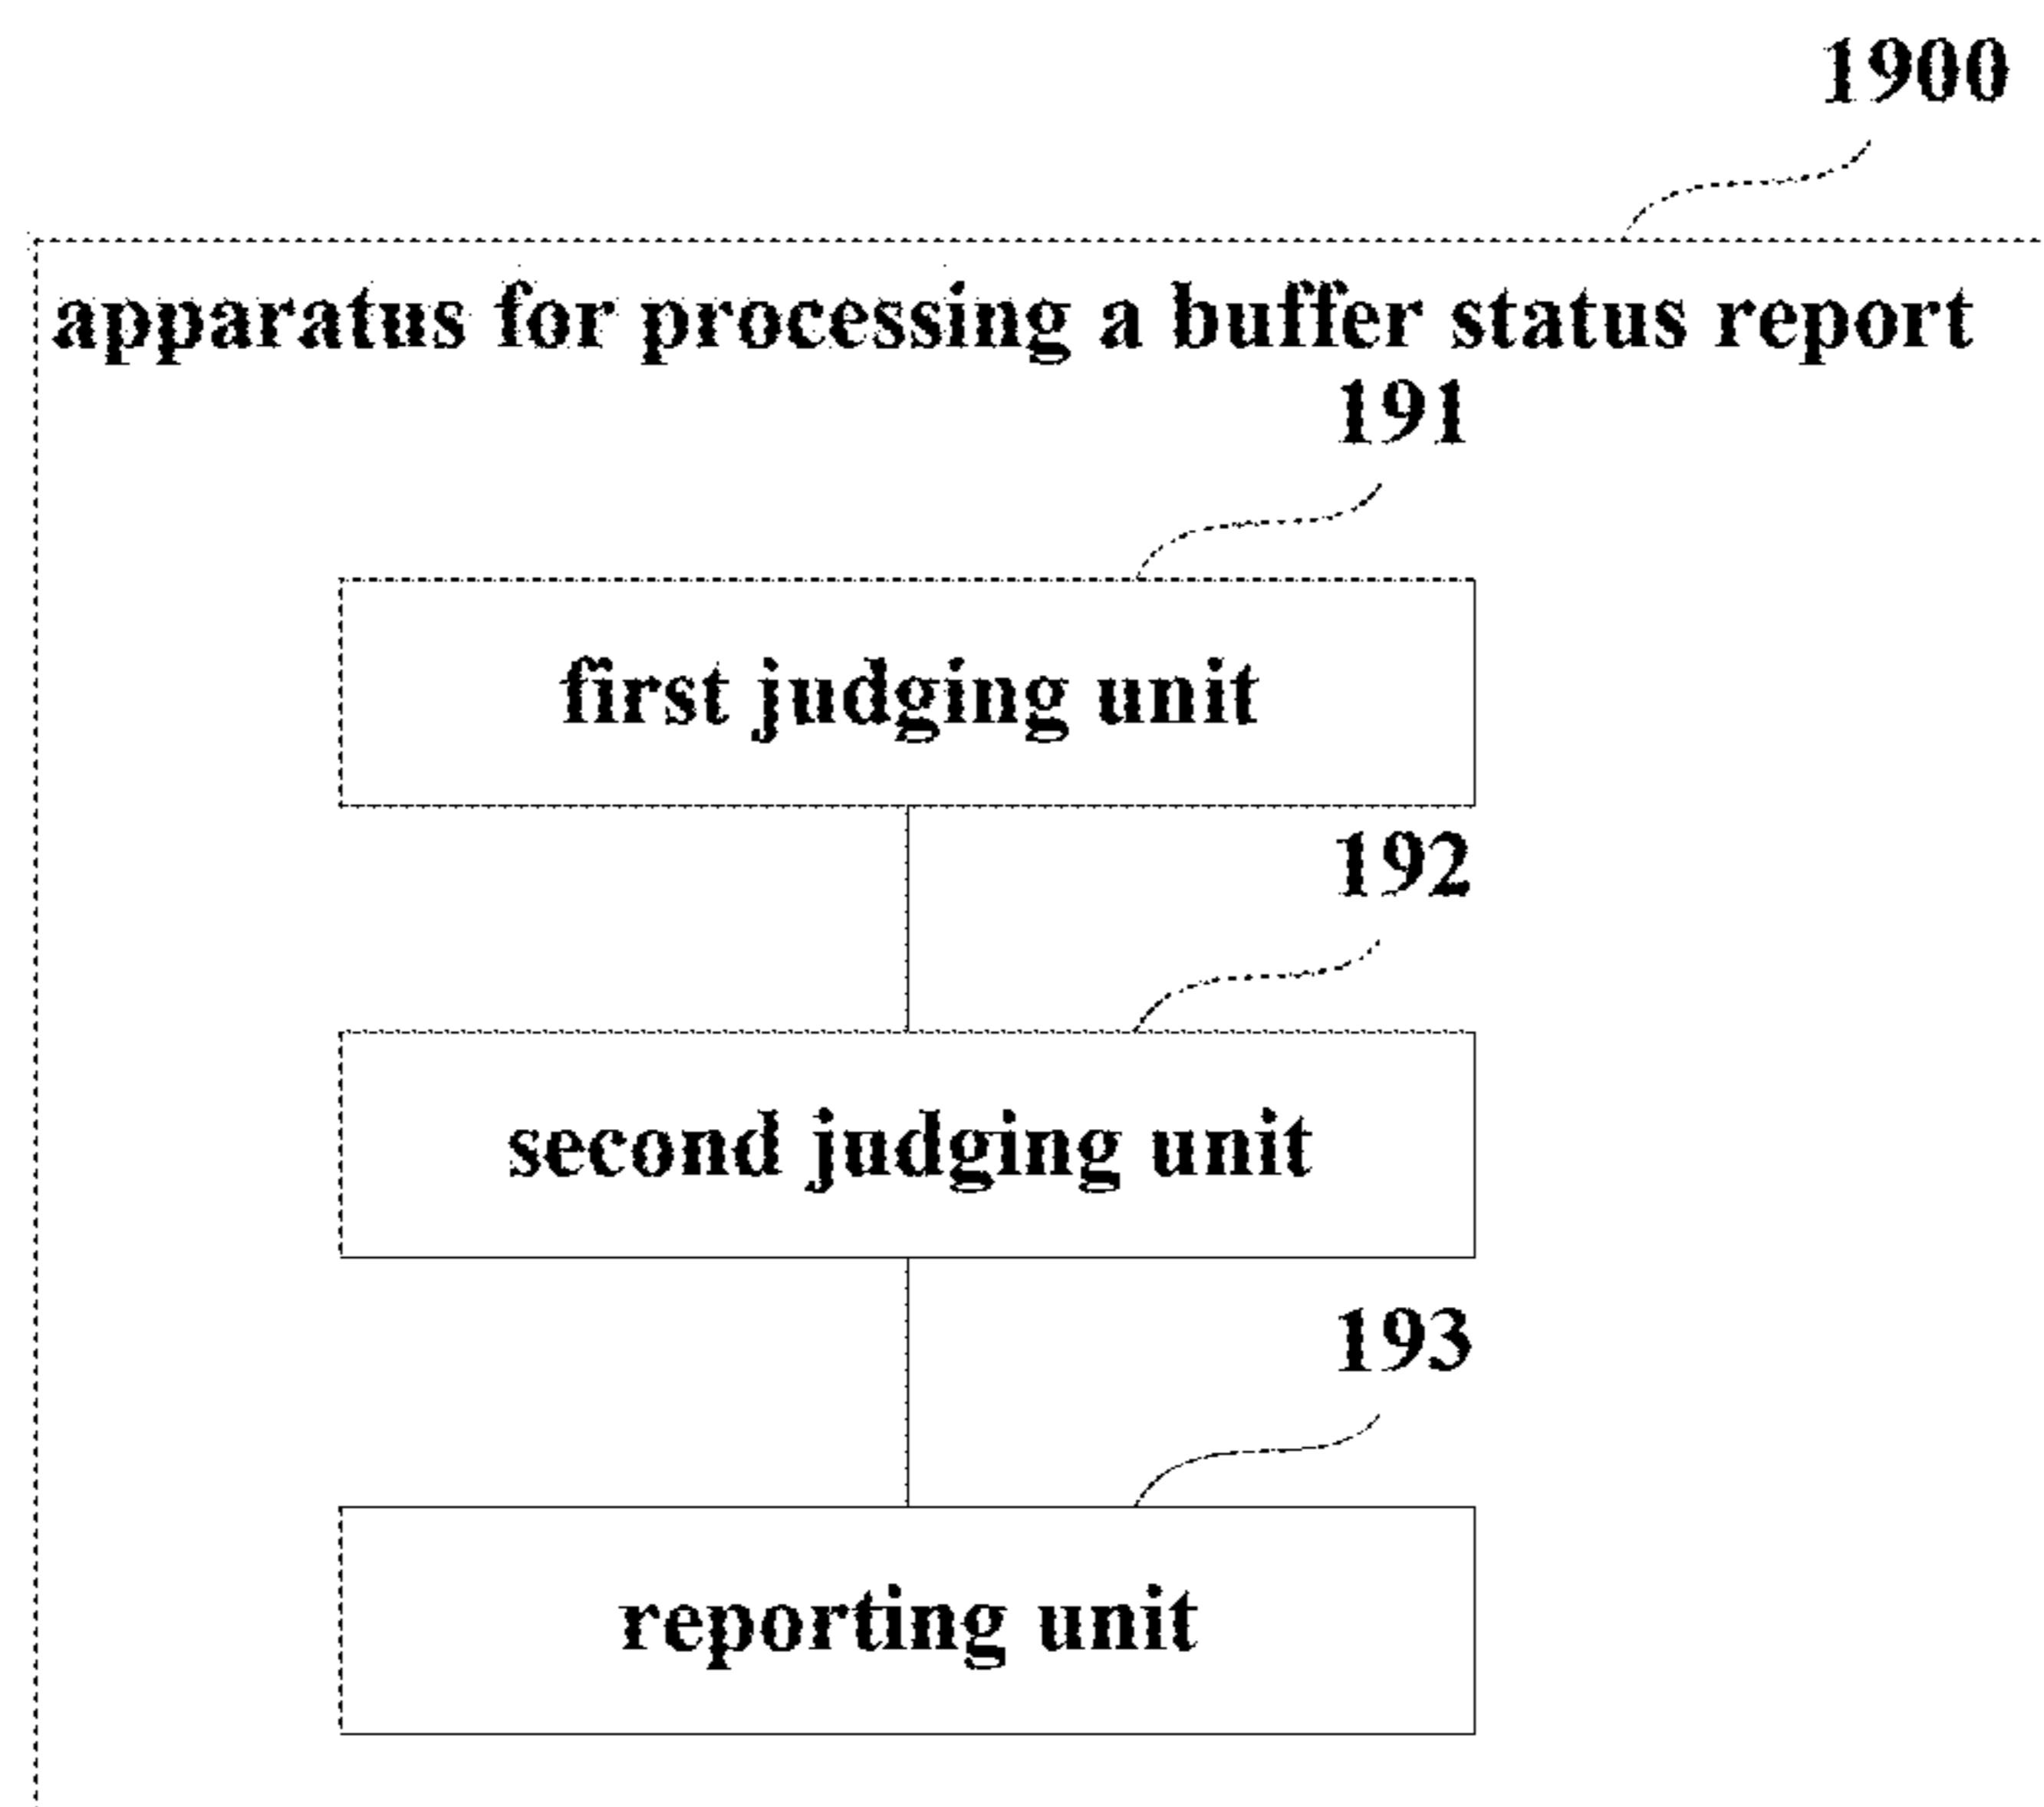 1900
apparatus for processing a buffer status report
191
first judging unit
192
second judging unit
193
reporting unit